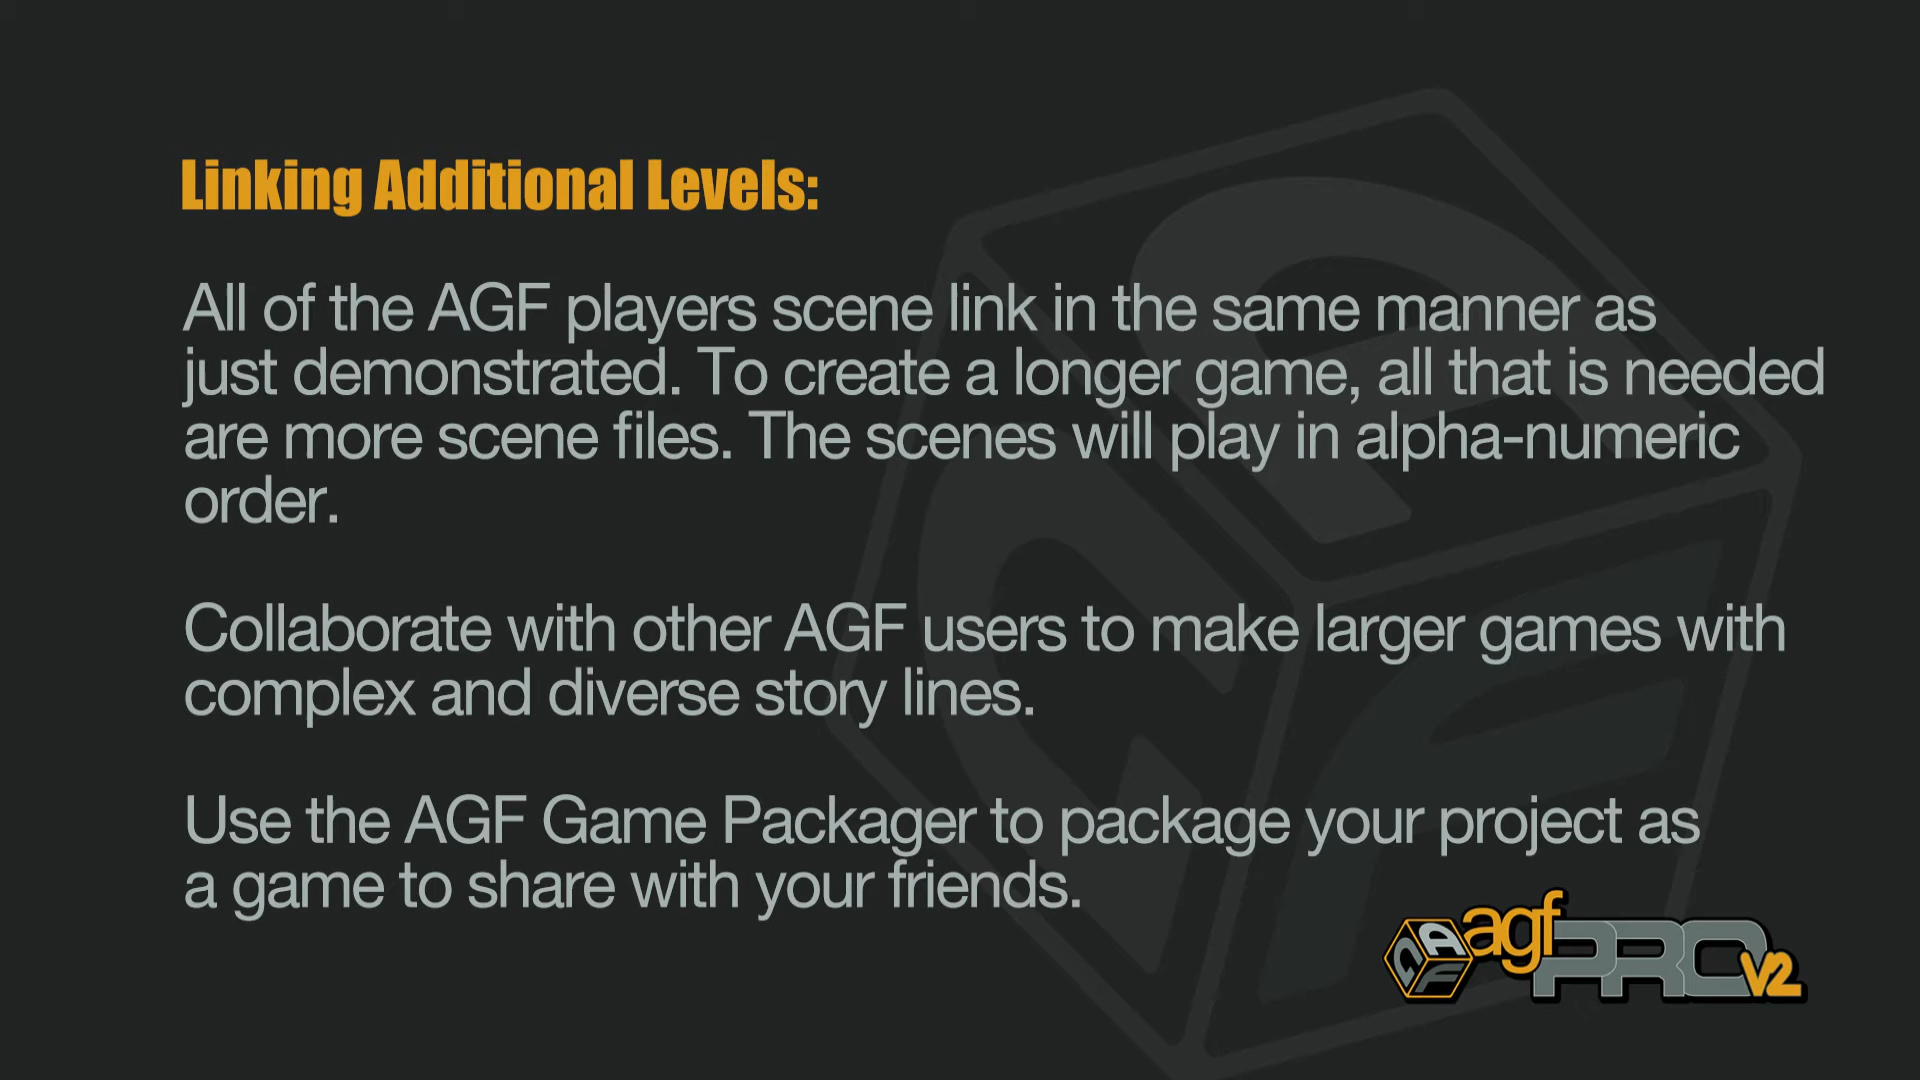 Linking Additional Levels:
All of the AGF players scene link in the same manner as
just demonstrated. To create a longer game, all that is needed
are more scene files. The scenes will play in alpha-numeric
order.
Collaborate with other AGF users to make larger games with
complex and diverse story lines.
Use the AGF Game Packager to package your project as
a game to share with your friends.
agf PRO v2